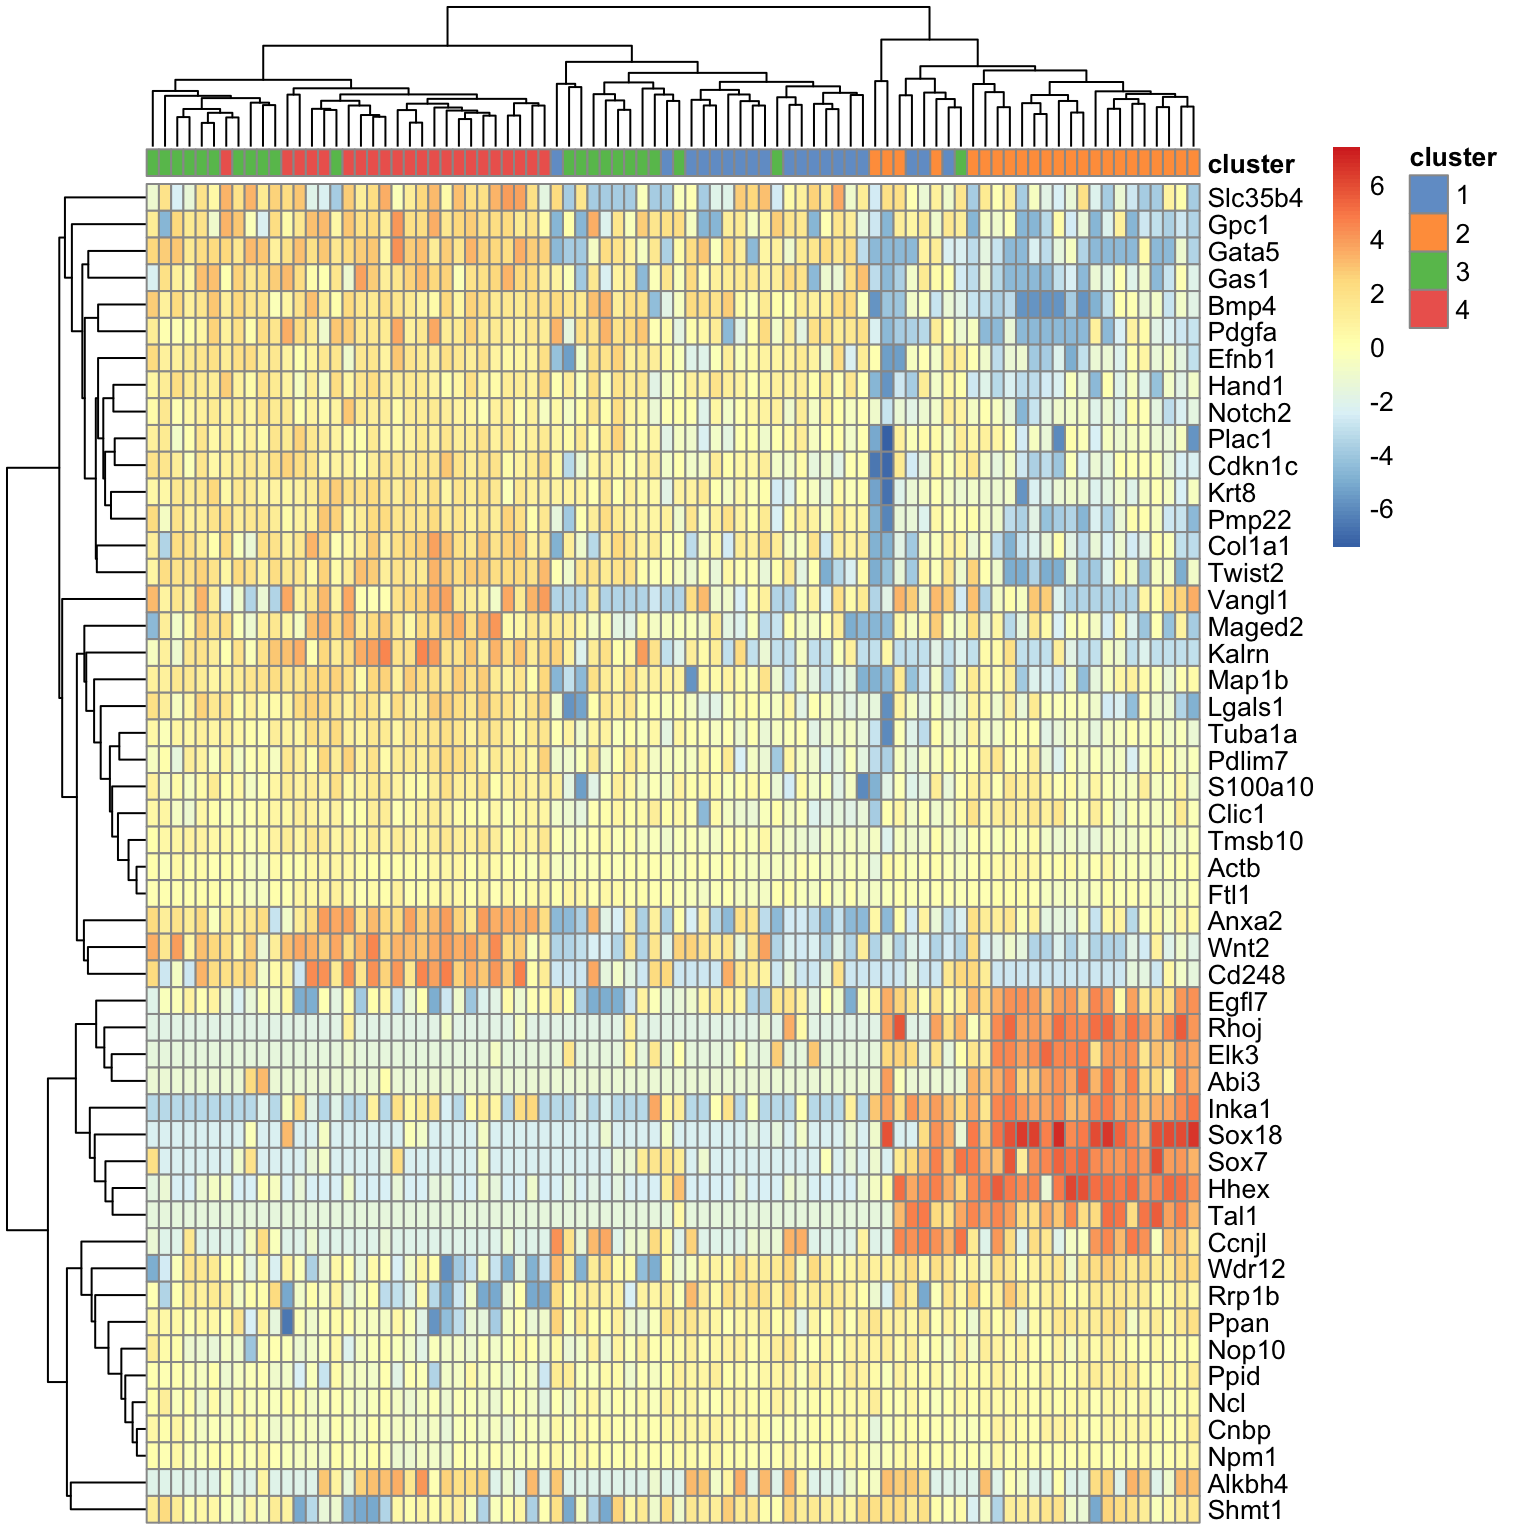 cluster
Slc35b4
Gpc1
Gata5
Gas1
Bmp4
Pdgfa
Efnb1
Hand1
Notch2
Plac1
Cdkn1c
Krt8
Pmp22
Col1a1
Twist2
Vangl1
Maged2
Kalrn
Map1b
Lgals1
Tuba1a
Pdlim7
S100a10
Clic1
Tmsb10
Actb
Ftl1
Anxa2
Wnt2
Cd248
Egfl7
Rhoj
Elk3
Abi3
Inka1
Sox18
Sox7
Hhex
Tal1
Ccnjl
Wdr12
Rrp1b
Ppan
Nop10
Ppid
Ncl
Cnbp
Npm1
Alkbh4
Shmt1
6
4
2
0
-2
-4
-6
cluster
1
2
3
4